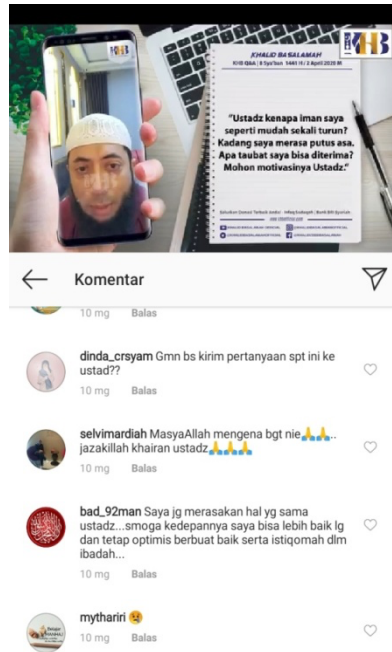 KHB
KHALID BASALAMAH
KHB Q&A | 8 Sya'ban 1441 H / 2 April 2020 M
"Ustadz kenapa iman saya
seperti mudah sekali turun?
Kadang saya merasa putus asa.
Apa taubat saya bisa diterima?
Mohon motivasinya Ustadz."
Komentar
10 mg Balas
dinda_crsyam Gmn bs kirim pertanyaan spt ini ke
ustad??
10 mg Balas
selvimardiah MasyaAllah mengena bgt nie🙏🙏..
jazakillah khairan ustadz🙏🙏🙏
10 mg Balas
bad_92man Saya jg merasakan hal yg sama
ustadz...smoga kedepannya saya bisa lebih baik lg
dan tetap optimis berbuat baik serta istiqomah dlm
ibadah...
10 mg Balas
mythariri 😢
10 mg Balas